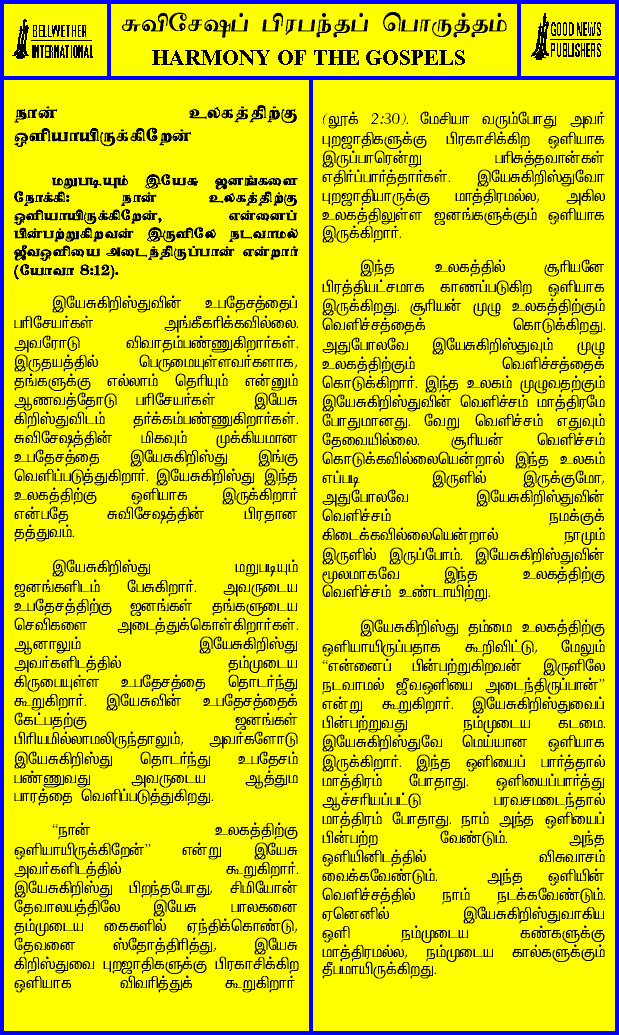 BELLWETHER
INTERNATIONAL
சுவிசேஷப் பிரபந்தப் பொருத்தம்
HARMONY OF THE GOSPELS
GOOD NEWS
PUBLISHERS
நான் உலகத்திற்கு
ஒளியாயிருக்கிறேன்
மறுபடியும் இயேசு ஜனங்களை
நோக்கி: நான் உலகத்திற்கு
ஒளியாயிருக்கிறேன், என்னைப்
பின்பற்றுகிறவன் இருளிலே நடவாமல்
ஜீவஒளியை அடைந்திருப்பான் என்றார்
(யோவா 8:12).
இயேசுகிறிஸ்துவின் உபதேசத்தைப்
பரிசேயர்கள் அங்கீகரிக்கவில்லை.
அவரோடு விவாதம்பண்ணுகிறார்கள்.
இருதயத்தில் பெருமையுள்ளவர்களாக,
தங்களுக்கு எல்லாம் தெரியும் என்னும்
ஆணவத்தோடு பரிசேயர்கள் இயேசு
கிறிஸ்துவிடம் தர்க்கம்பண்ணுகிறார்கள்.
சுவிசேஷத்தின் மிகவும் முக்கியமான
உபதேசத்தை இயேசுகிறிஸ்து இங்கு
வெளிப்படுத்துகிறார். இயேசுகிறிஸ்து இந்த
உலகத்திற்கு ஒளியாக இருக்கிறார்
என்பதே சுவிசேஷத்தின் பிரதான
தத்துவம்.
இயேசுகிறிஸ்து மறுபடியும்
ஜனங்களிடம் பேசுகிறார். அவருடைய
உபதேசத்திற்கு ஜனங்கள் தங்களுடைய
செவிகளை அடைத்துக்கொள்கிறார்கள்.
ஆனாலும் இயேசுகிறிஸ்து
அவர்களிடத்தில் தம்முடைய
கிருபையுள்ள உபதேசத்தை தொடர்ந்து
கூறுகிறார். இயேசுவின் உபதேசத்தைக்
கேட்பதற்கு ஜனங்கள்
பிரியமில்லாமலிருந்தாலும், அவர்களோடு
இயேசுகிறிஸ்து தொடர்ந்து உபதேசம்
பண்ணுவது அவருடைய ஆத்தும
பாரத்தை வெளிப்படுத்துகிறது.
“நான் உலகத்திற்கு
ஒளியாயிருக்கிறேன்” என்று இயேசு
அவர்களிடத்தில் கூறுகிறார்.
இயேசுகிறிஸ்து பிறந்தபோது, சிமியோன்
தேவாலயத்திலே இயேசு பாலகனை
தம்முடைய கைகளில் ஏந்திக்கொண்டு,
தேவனை ஸ்தோத்திரித்து, இயேசு
கிறிஸ்துவை புறஜாதிகளுக்கு பிரகாசிக்கிற
ஒளியாக விவரித்துக் கூறுகிறார்
(லூக் 2:30). மேசியா வரும்போது அவர்
புறஜாதிகளுக்கு பிரகாசிக்கிற ஒளியாக
இருப்பாரென்று பரிசுத்தவான்கள்
எதிர்ப்பார்த்தார்கள். இயேசுகிறிஸ்துவோ
புறஜாதியாருக்கு மாத்திரமல்ல, அகில
உலகத்திலுள்ள ஜனங்களுக்கும் ஒளியாக
இருக்கிறார்.
இந்த உலகத்தில் சூரியனே
பிரத்தியட்சமாக காணப்படுகிற ஒளியாக
இருக்கிறது. சூரியன் முழு உலகத்திற்கும்
வெளிச்சத்தைக் கொடுக்கிறது.
அதுபோலவே இயேசுகிறிஸ்துவும் முழு
உலகத்திற்கும் வெளிச்சத்தைக்
கொடுக்கிறார். இந்த உலகம் முழுவதற்கும்
இயேசுகிறிஸ்துவின் வெளிச்சம் மாத்திரமே
போதுமானது. வேறு வெளிச்சம் எதுவும்
தேவையில்லை. சூரியன் வெளிச்சம்
கொடுக்கவில்லையென்றால் இந்த உலகம்
எப்படி இருளில் இருக்குமோ,
அதுபோலவே இயேசுகிறிஸ்துவின்
வெளிச்சம் நமக்குக்
கிடைக்கவில்லையென்றால் நாமும்
இருளில் இருப்போம். இயேசுகிறிஸ்துவின்
மூலமாகவே இந்த உலகத்திற்கு
வெளிச்சம் உண்டாயிற்று.
இயேசுகிறிஸ்து தம்மை உலகத்திற்கு
ஒளியாயிருப்பதாக கூறிவிட்டு, மேலும்
“என்னைப் பின்பற்றுகிறவன் இருளிலே
நடவாமல் ஜீவஒளியை அடைந்திருப்பான்”
என்று கூறுகிறார். இயேசுகிறிஸ்துவைப்
பின்பற்றுவது நம்முடைய கடமை.
இயேசுகிறிஸ்துவே மெய்யான ஒளியாக
இருக்கிறார். இந்த ஒளியைப் பார்த்தால்
மாத்திரம் போதாது. ஒளியைப்பார்த்து
ஆச்சரியப்பட்டு பரவசமடைந்தால்
மாத்திரம் போதாது. நாம் அந்த ஒளியைப்
பின்பற்ற வேண்டும். அந்த
ஒளியினிடத்தில் விசுவாசம்
வைக்கவேண்டும். அந்த ஒளியின்
வெளிச்சத்தில் நாம் நடக்கவேண்டும்.
ஏனெனில் இயேசுகிறிஸ்துவாகிய
ஒளி நம்முடைய கண்களுக்கு
மாத்திரமல்ல, நம்முடைய கால்களுக்கும்
தீபமாயிருக்கிறது.